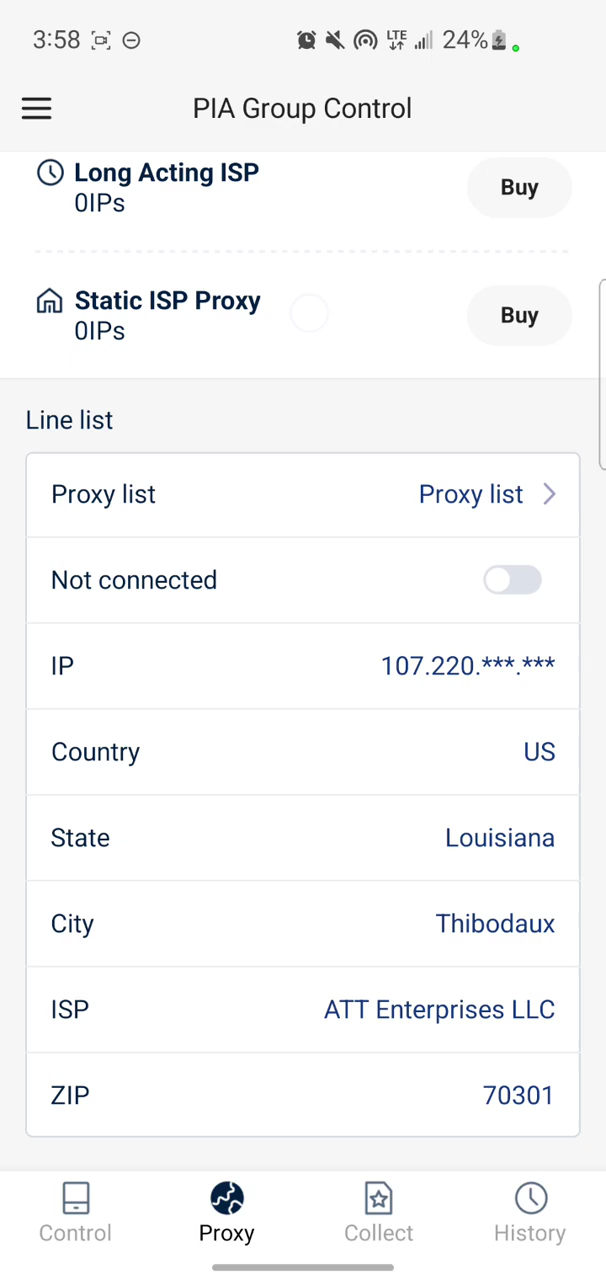 3:58 LTE 24%
PIA Group Control
Long Acting ISP
0IPs
Buy
Static ISP Proxy
0IPs
Buy
Line list
Proxy list Proxy list
Not connected
IP 107.220.***.***
Country US
State Louisiana
City Thibodaux
ISP ATT Enterprises LLC
ZIP 70301
Control Proxy Collect History